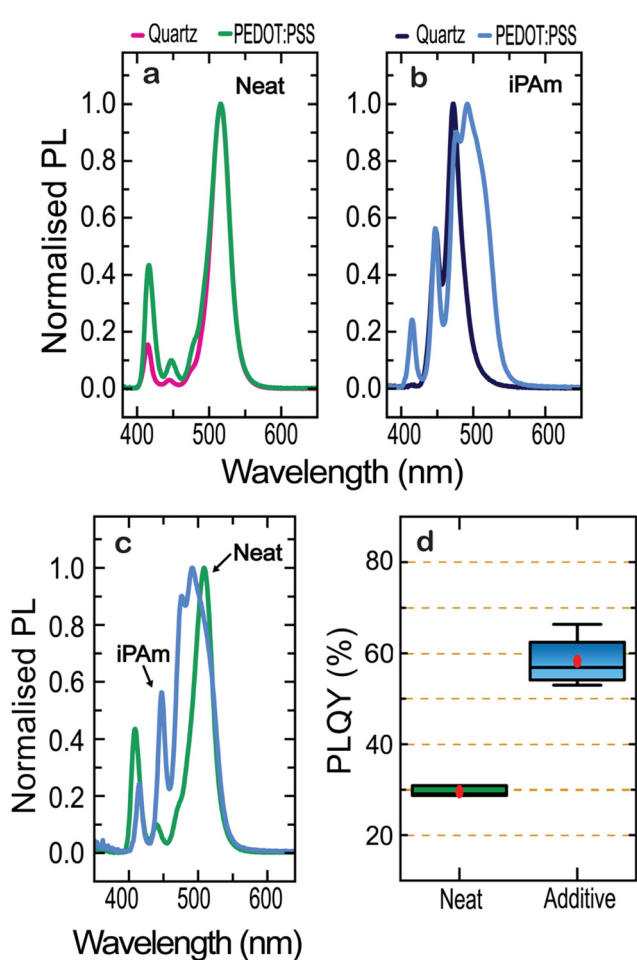 Quartz PEDOT:PSS
Quartz PEDOT:PSS
a
Neat
b
iPAm
Normalised PL
1.0
0.8
0.6
0.4
0.2
0.0
1.0
0.8
0.6
0.4
0.2
0.0
400 500 600
400 500 600
Wavelength (nm)
c
Neat
iPAm
Normalised PL
1.0
0.8
0.6
0.4
0.2
0.0
400 500 600
Wavelength (nm)
d
PLQY (%)
80
60
40
20
Neat Additive